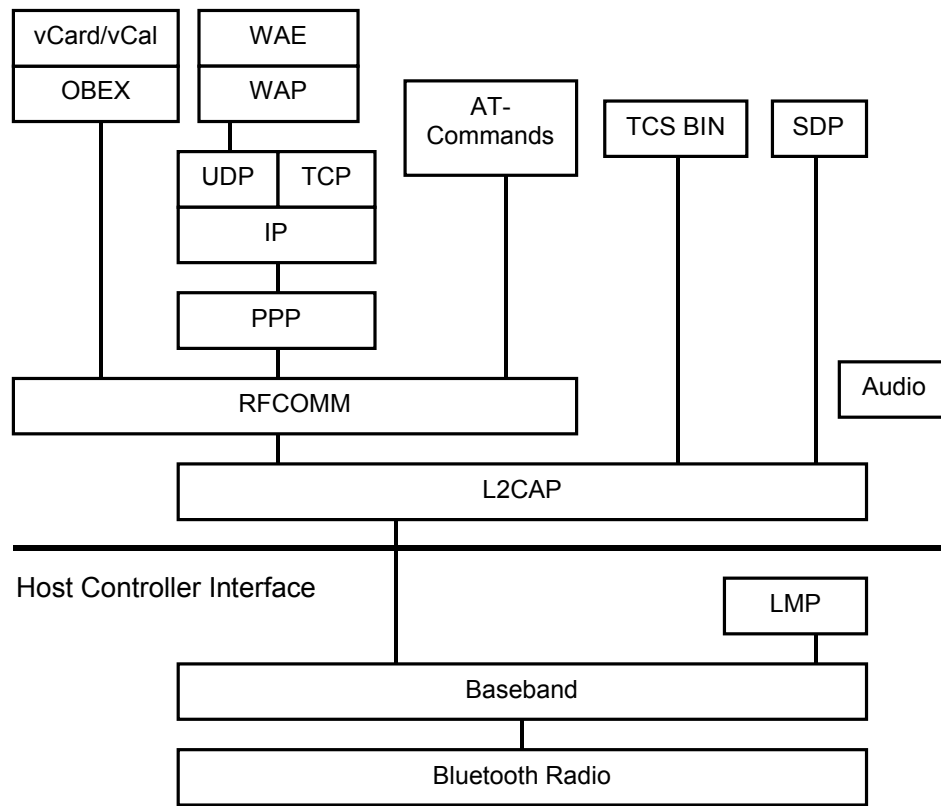 vCard/vCal
WAE
OBEX
WAP
AT-
Commands
TCS BIN
SDP
UDP
TCP
IP
PPP
Audio
RFCOMM
L2CAP
Host Controller Interface
LMP
Baseband
Bluetooth Radio